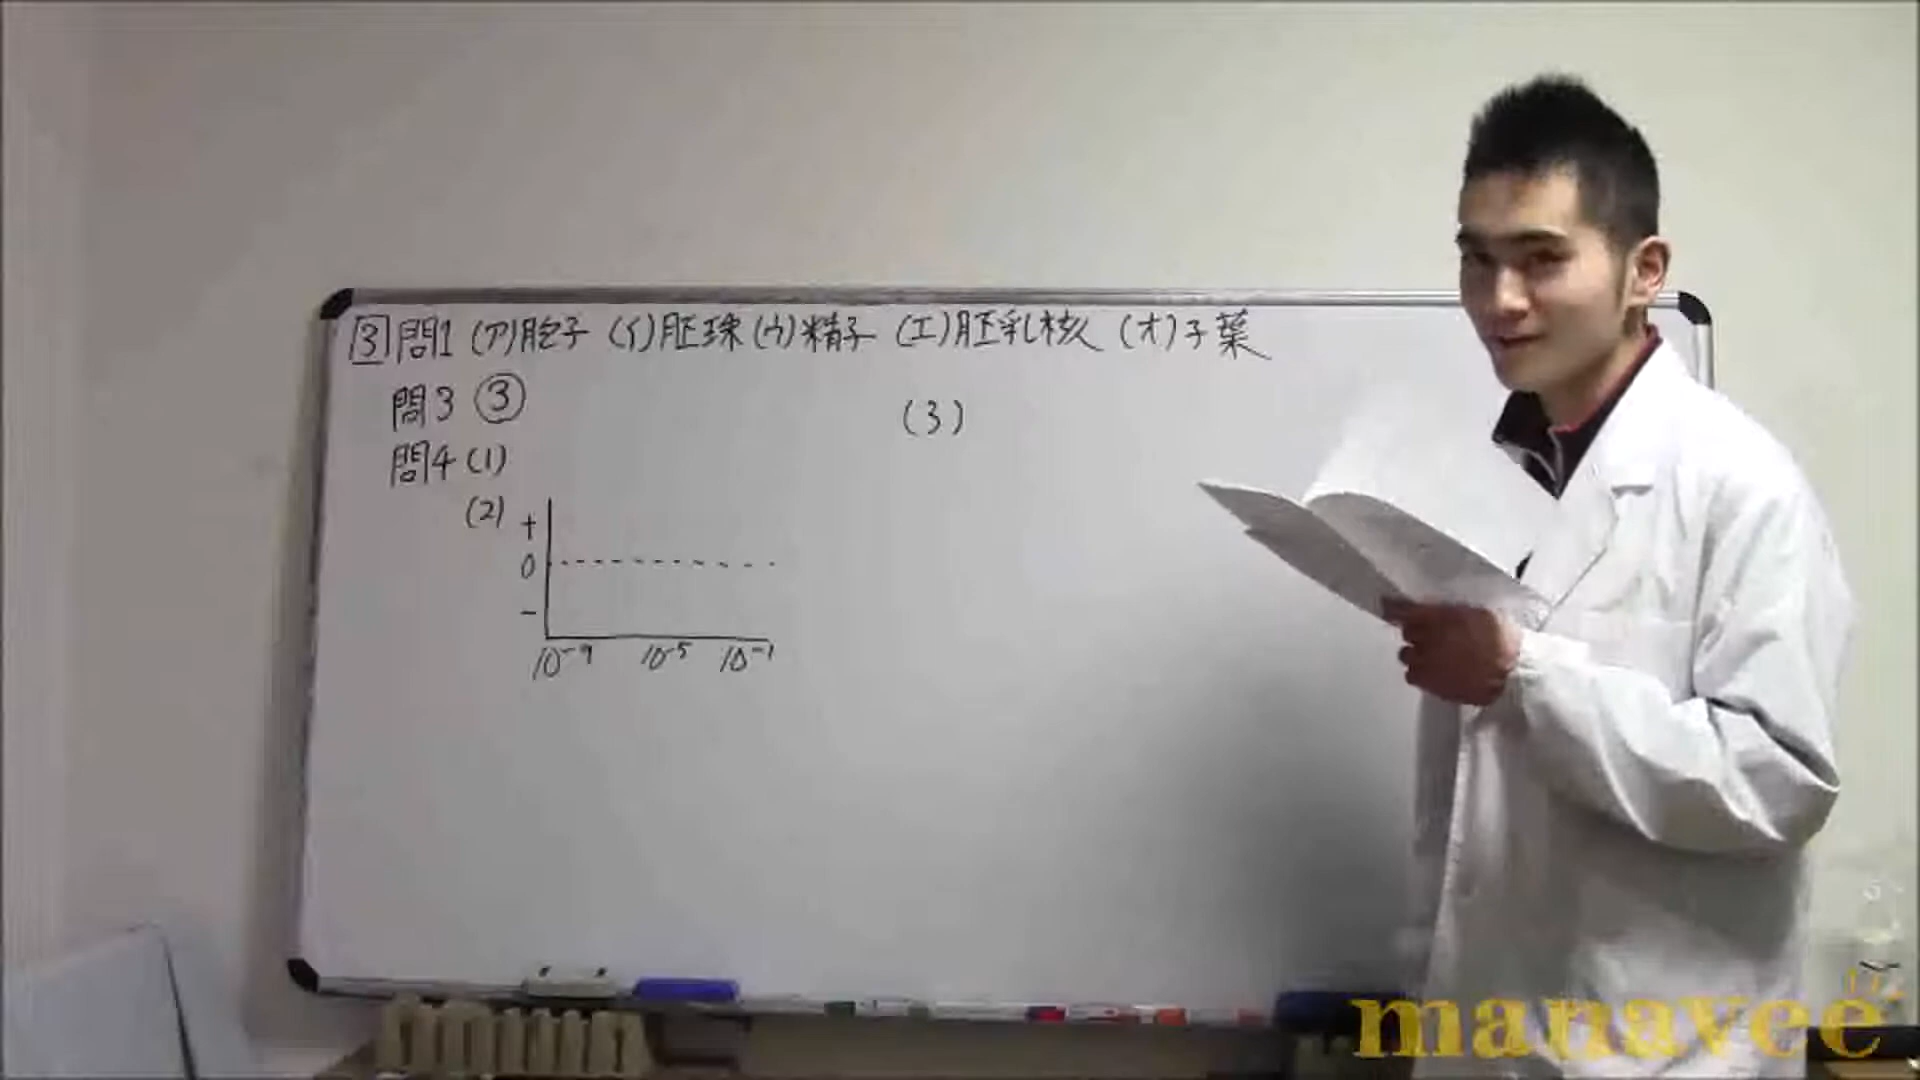 3 問1 (ア)胞子 (イ)胚珠 (ウ)精子 (エ)胚乳核 (オ)子葉
問3 ③
(3)
問4 (1)
(2)
+
0
-
10⁻⁹ 10⁻⁵ 10⁻¹
manavee